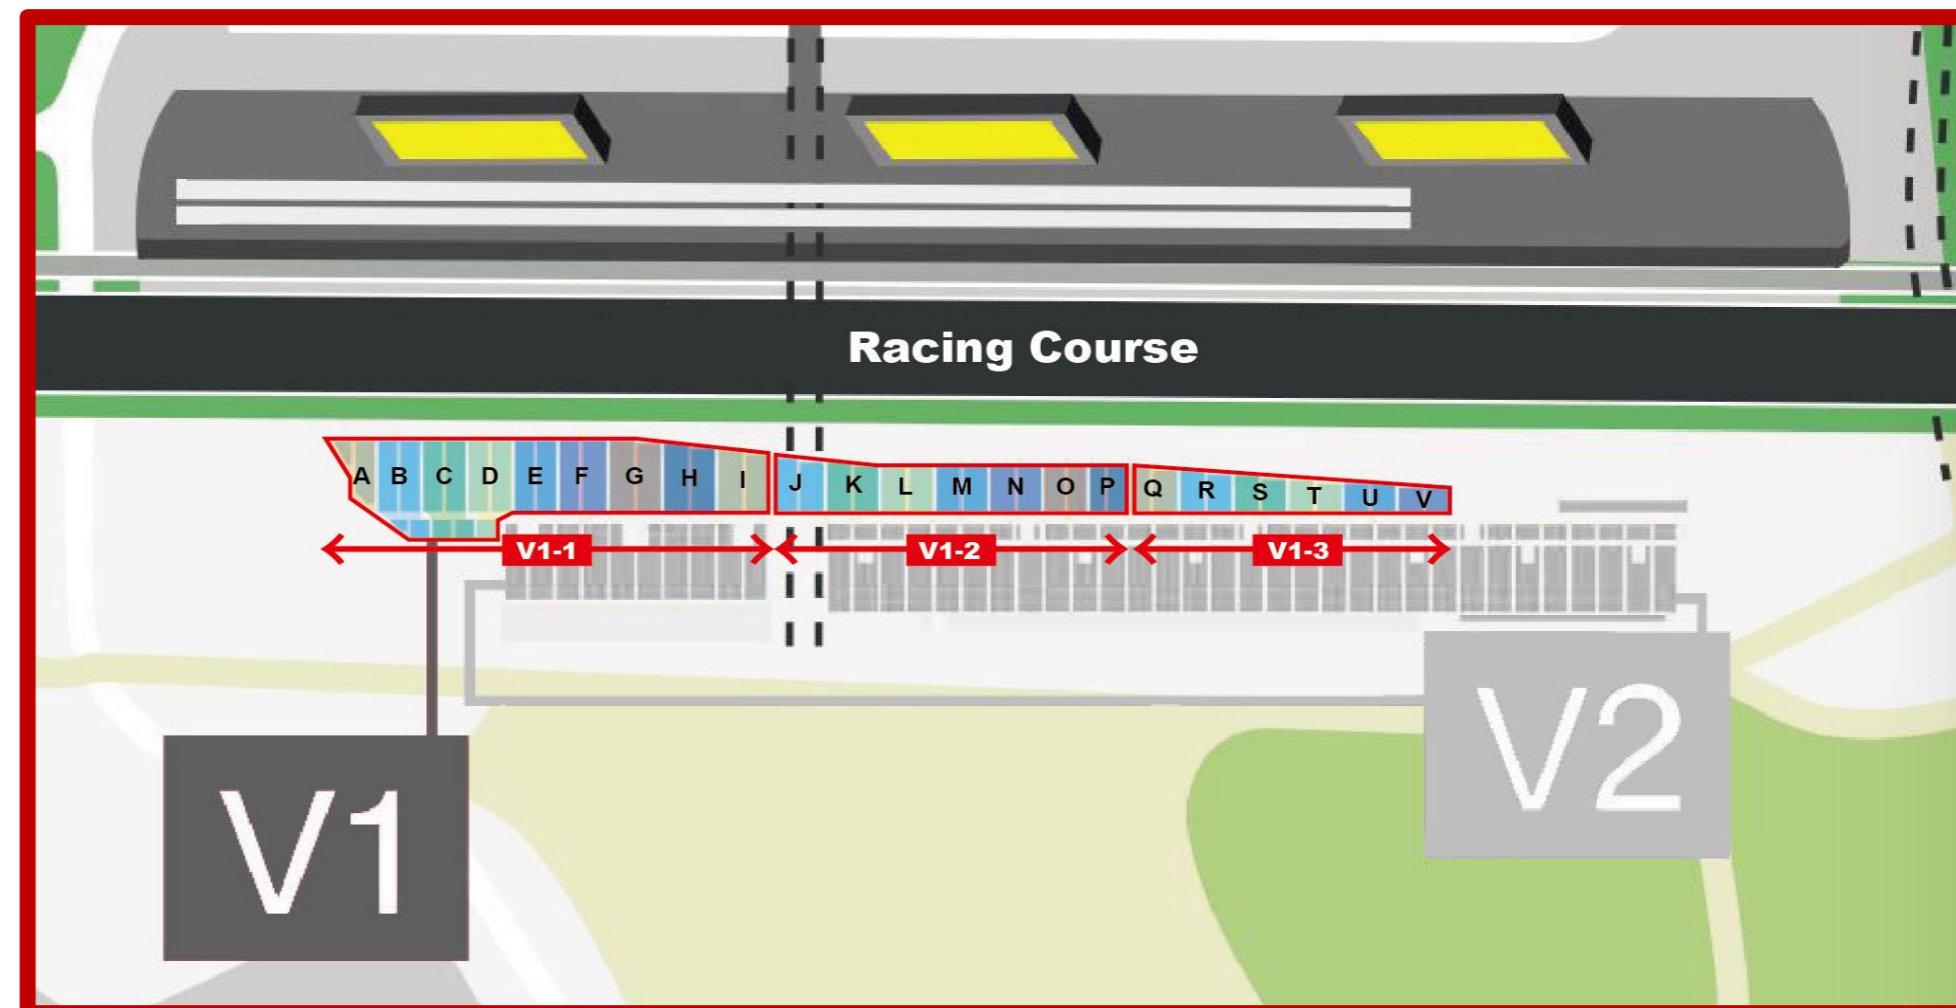 Racing Course
A B C D E F G H I J K L M N O P Q R S T U V
V1-1 V1-2 V1-3
V1
V2